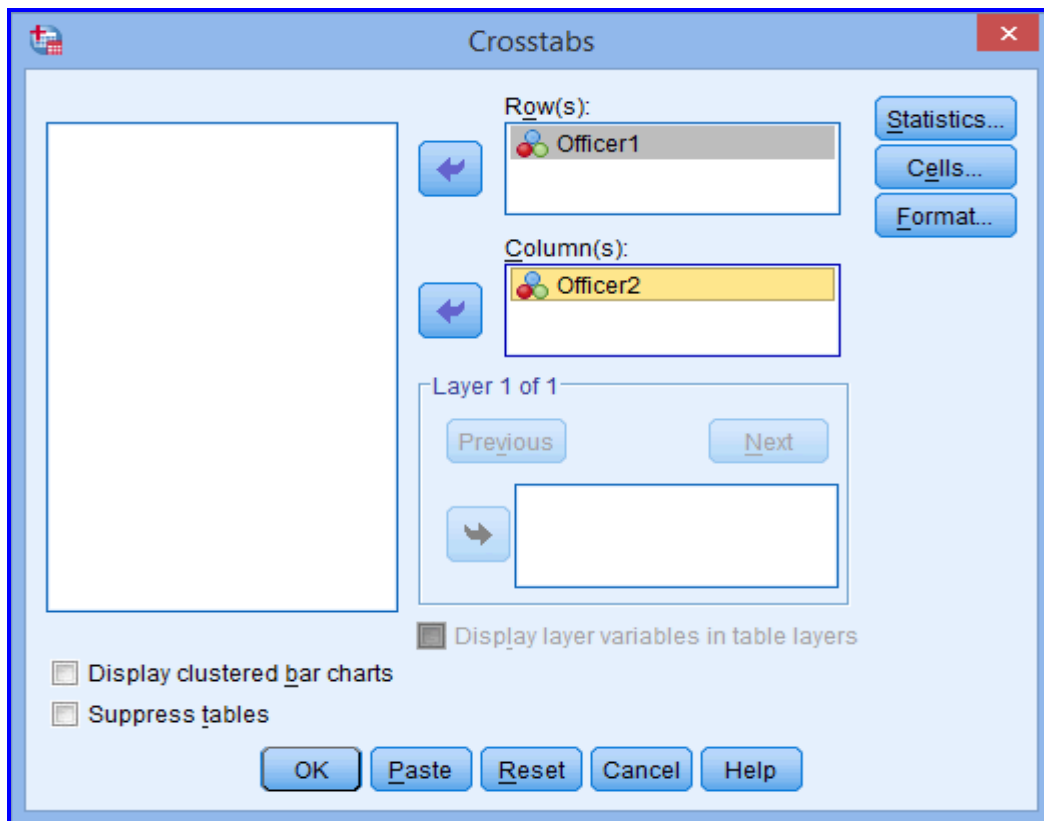 Crosstabs
Row(s):
Officer1
Statistics...
Cells...
Format...
Column(s):
Officer2
Layer 1 of 1
Previous
Next
Display layer variables in table layers
Display clustered bar charts
Suppress tables
OK
Paste
Reset
Cancel
Help